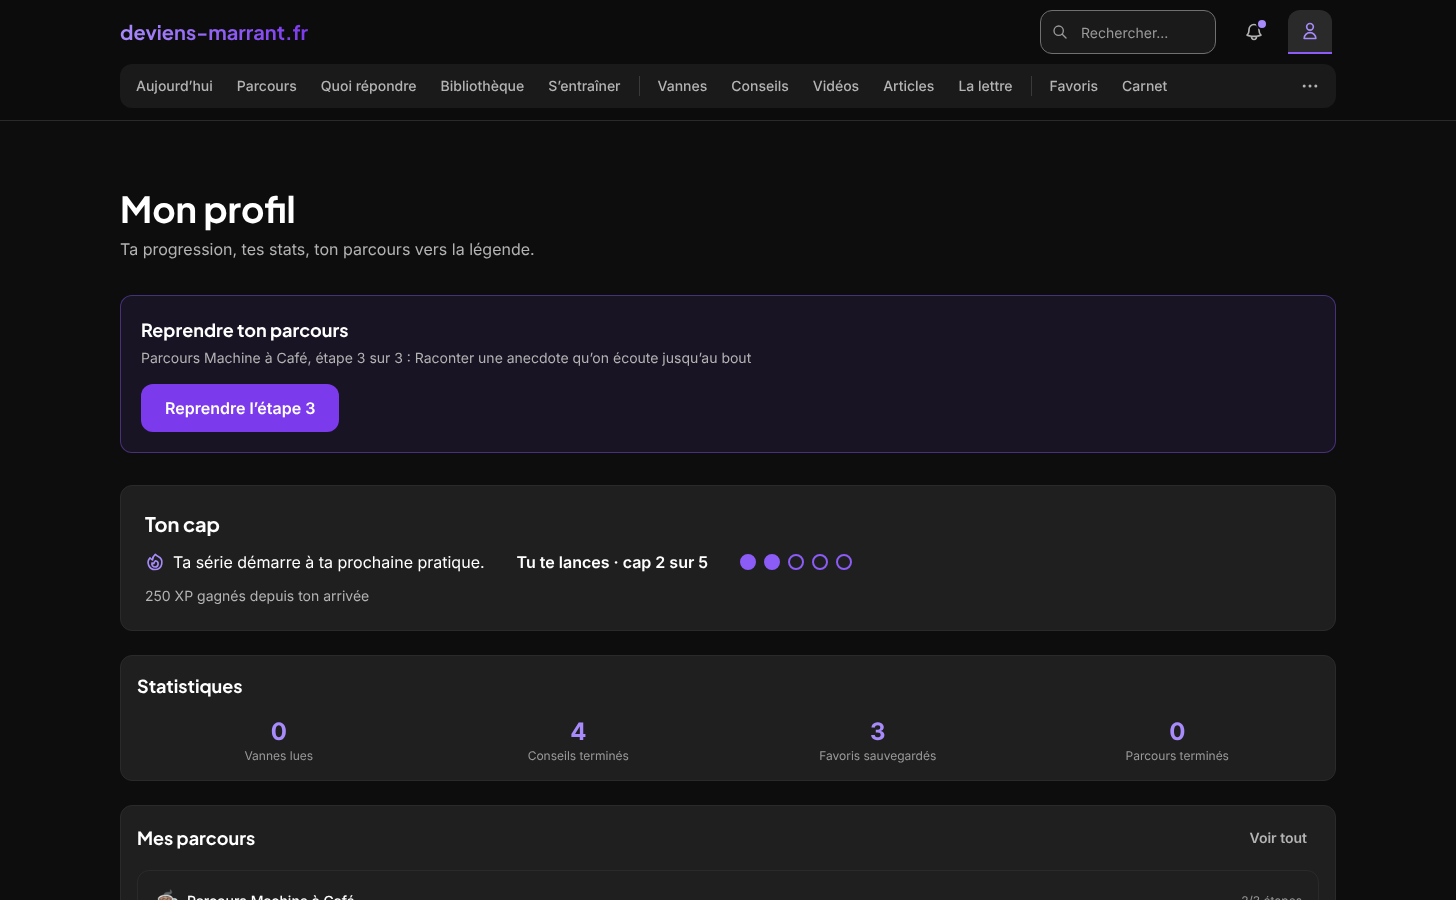 deviens-marrant.fr
Rechercher...
Aujourd’hui Parcours Quoi répondre Bibliothèque S’entraîner Vannes Conseils Vidéos Articles La lettre Favoris Carnet
Mon profil
Ta progression, tes stats, ton parcours vers la légende.
Reprendre ton parcours
Parcours Machine à Café, étape 3 sur 3 : Raconter une anecdote qu’on écoute jusqu’au bout
Reprendre l’étape 3
Ton cap
Ta série démarre à ta prochaine pratique. Tu te lances · cap 2 sur 5
250 XP gagnés depuis ton arrivée
Statistiques
0 4 3 0
Vannes lues Conseils terminés Favoris sauvegardés Parcours terminés
Mes parcours Voir tout
Parcours Machine à Café